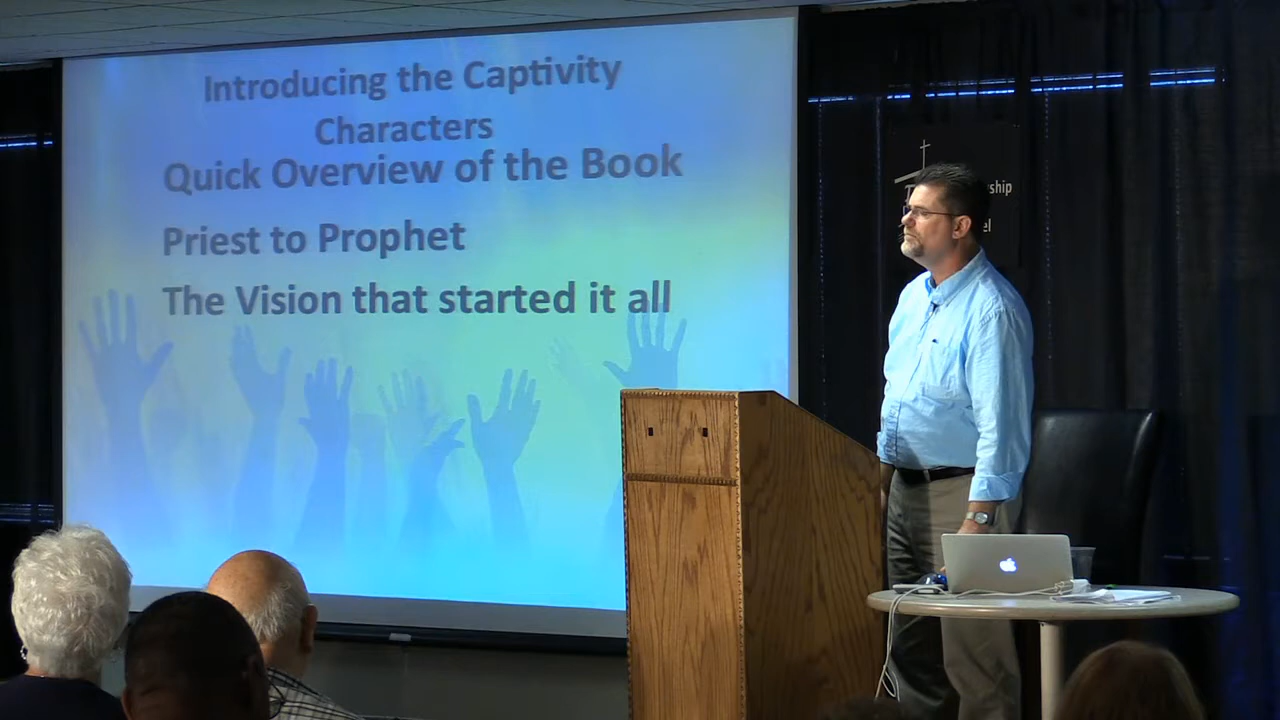 Introducing the Captivity
Characters
Quick Overview of the Book
Priest to Prophet
The Vision that started it all